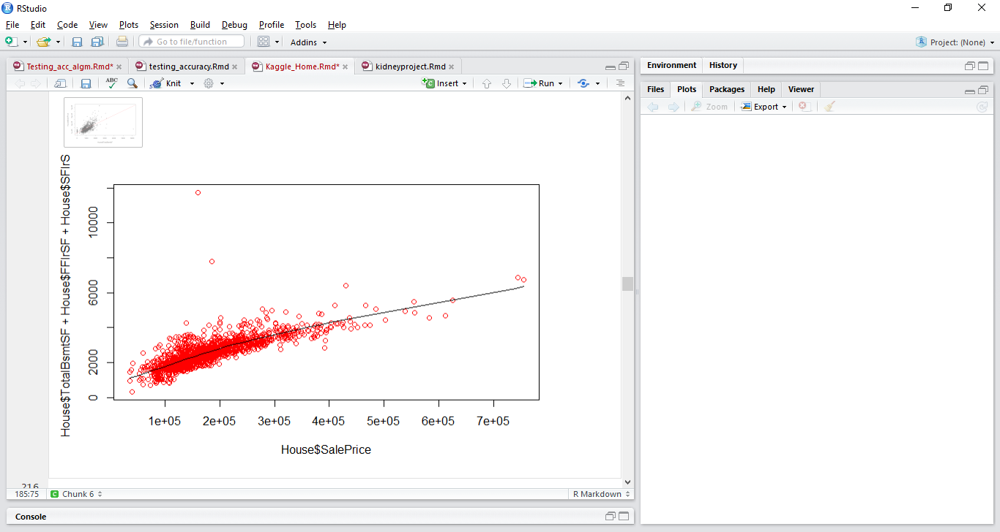 RStudio
File Edit Code View Plots Session Build Debug Profile Tools Help
Go to file/function Addins Project: (None)
Testing_acc_algm.Rmd* testing_accuracy.Rmd Kaggle_Home.Rmd* kidneyproject.Rmd
ABC Knit Insert Run
House$TotalBsmtSF + House$FFlrSF + House$SFlrS
10000
6000
2000
0
1e+05 2e+05 3e+05 4e+05 5e+05 6e+05 7e+05
House$SalePrice
216
185:75 Chunk 6 R Markdown
Console
Environment History
Files Plots Packages Help Viewer
Zoom Export